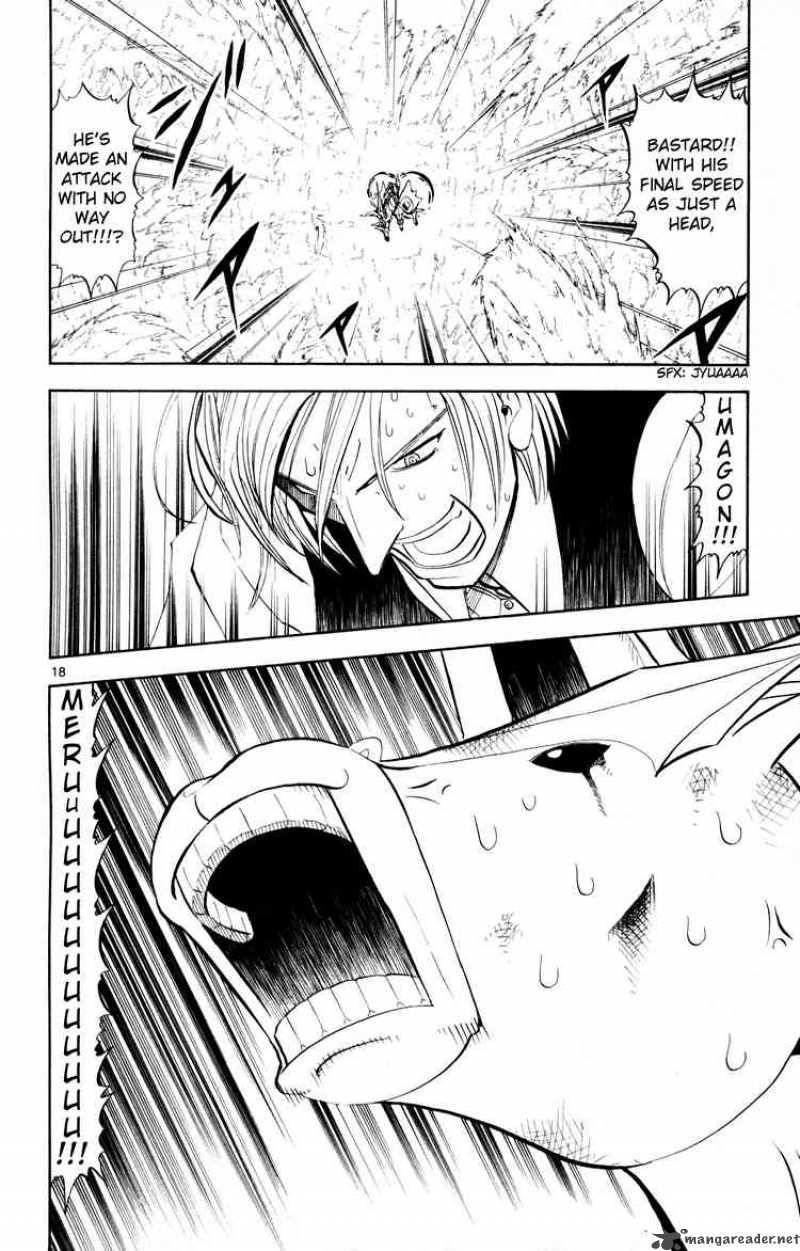 BASTARD!!
WITH HIS
FINAL SPEED
AS JUST A
HEAD,
HE'S
MADE AN
ATTACK
WITH NO
WAY
OUT!!!?
SFX: JYUAAAA
UMAGON!!!
18
MERUUUUUUUUUUUUUU!!!
mangareader.net